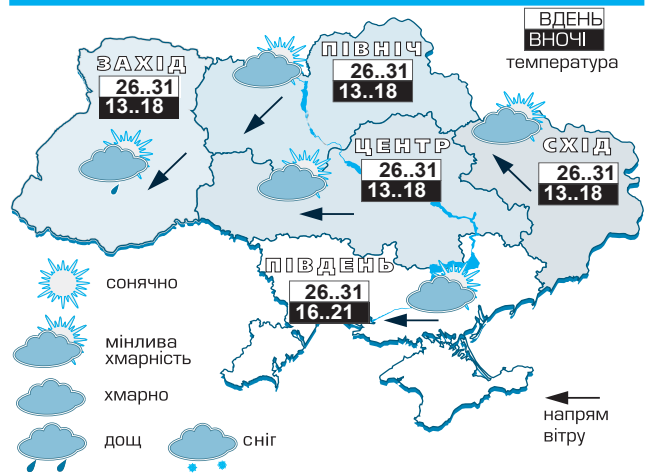 ВДЕНЬ
ВНОЧІ
температура
ПІВНІЧ
26..31
13..18
ЗАХІД
26..31
13..18
ЦЕНТР
26..31
13..18
СХІД
26..31
13..18
ПІВДЕНЬ
26..31
16..21
сонячно
мінлива
хмарність
хмарно
дощ
сніг
напрям
вітру